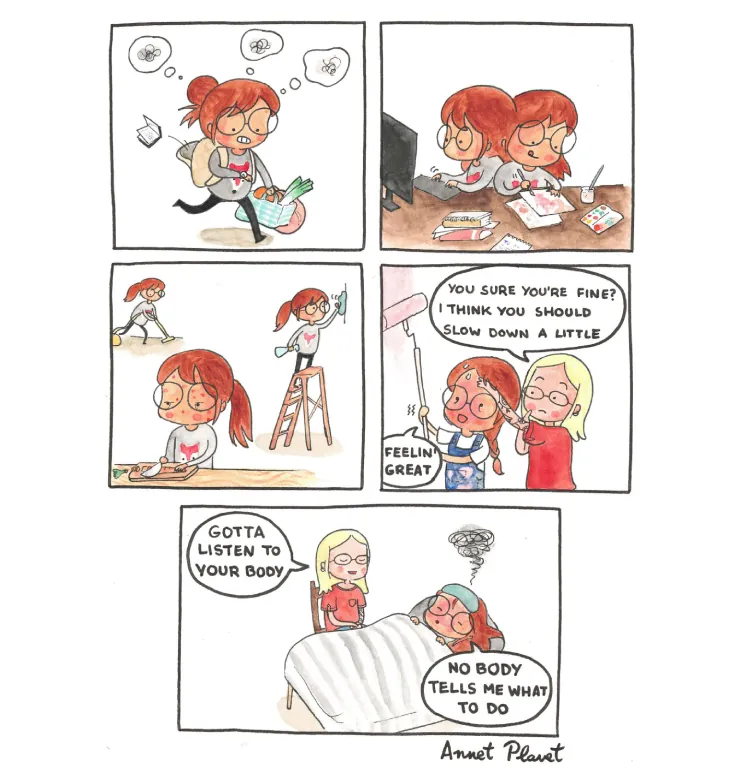 YOU SURE YOU'RE FINE?
I THINK YOU SHOULD
SLOW DOWN A LITTLE
FEELIN'
GREAT
GOTTA
LISTEN TO
YOUR BODY
NO BODY
TELLS ME WHAT
TO DO
Annet Plavet